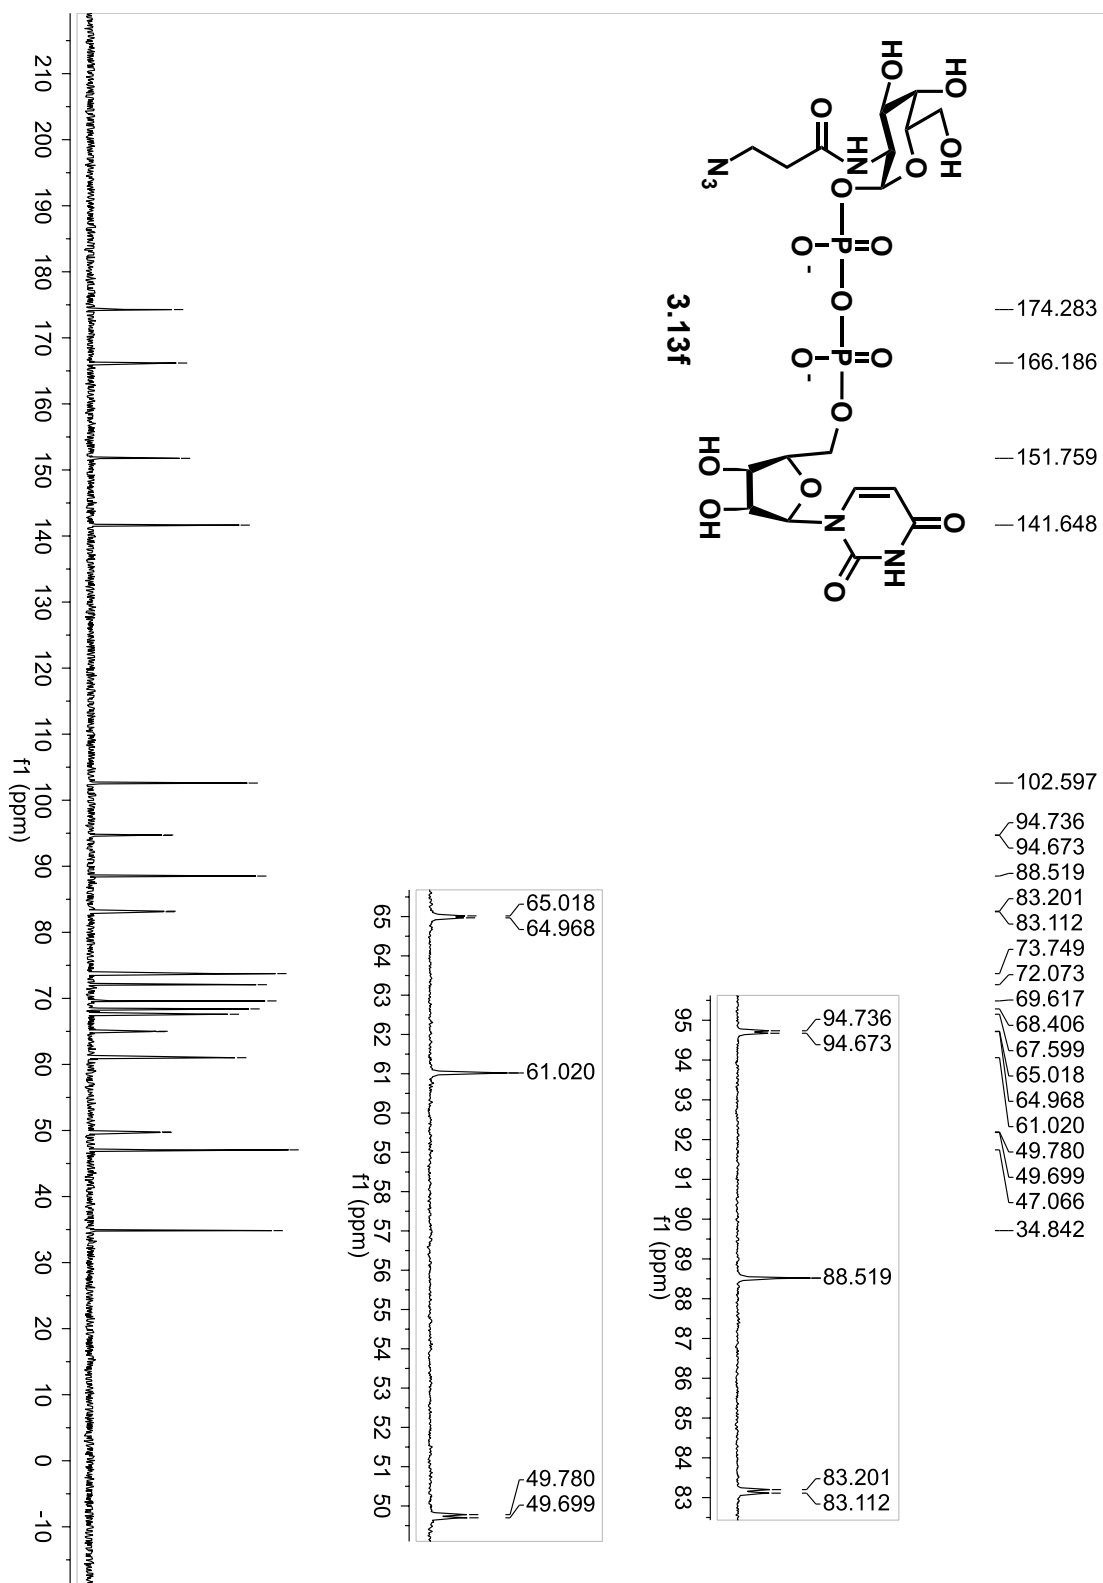 174.283
166.186
151.759
141.648
102.597
94.736
94.673
88.519
83.201
83.112
73.749
72.073
69.617
68.406
67.599
65.018
64.968
61.020
49.780
49.699
47.066
34.842
HO
HO
OH
O
O
HN
N3
O
P
O
O-
O
P
O
O-
O
O
HO
OH
N
O
NH
O
3.13f
94.736
94.673
88.519
83.201
83.112
95 94 93 92 91 90 89 88 87 86 85 84 83
f1 (ppm)
65.018
64.968
61.020
49.780
49.699
65 64 63 62 61 60 59 58 57 56 55 54 53 52 51 50
f1 (ppm)
210 200 190 180 170 160 150 140 130 120 110 100 90 80 70 60 50 40 30 20 10 0 -10
f1 (ppm)